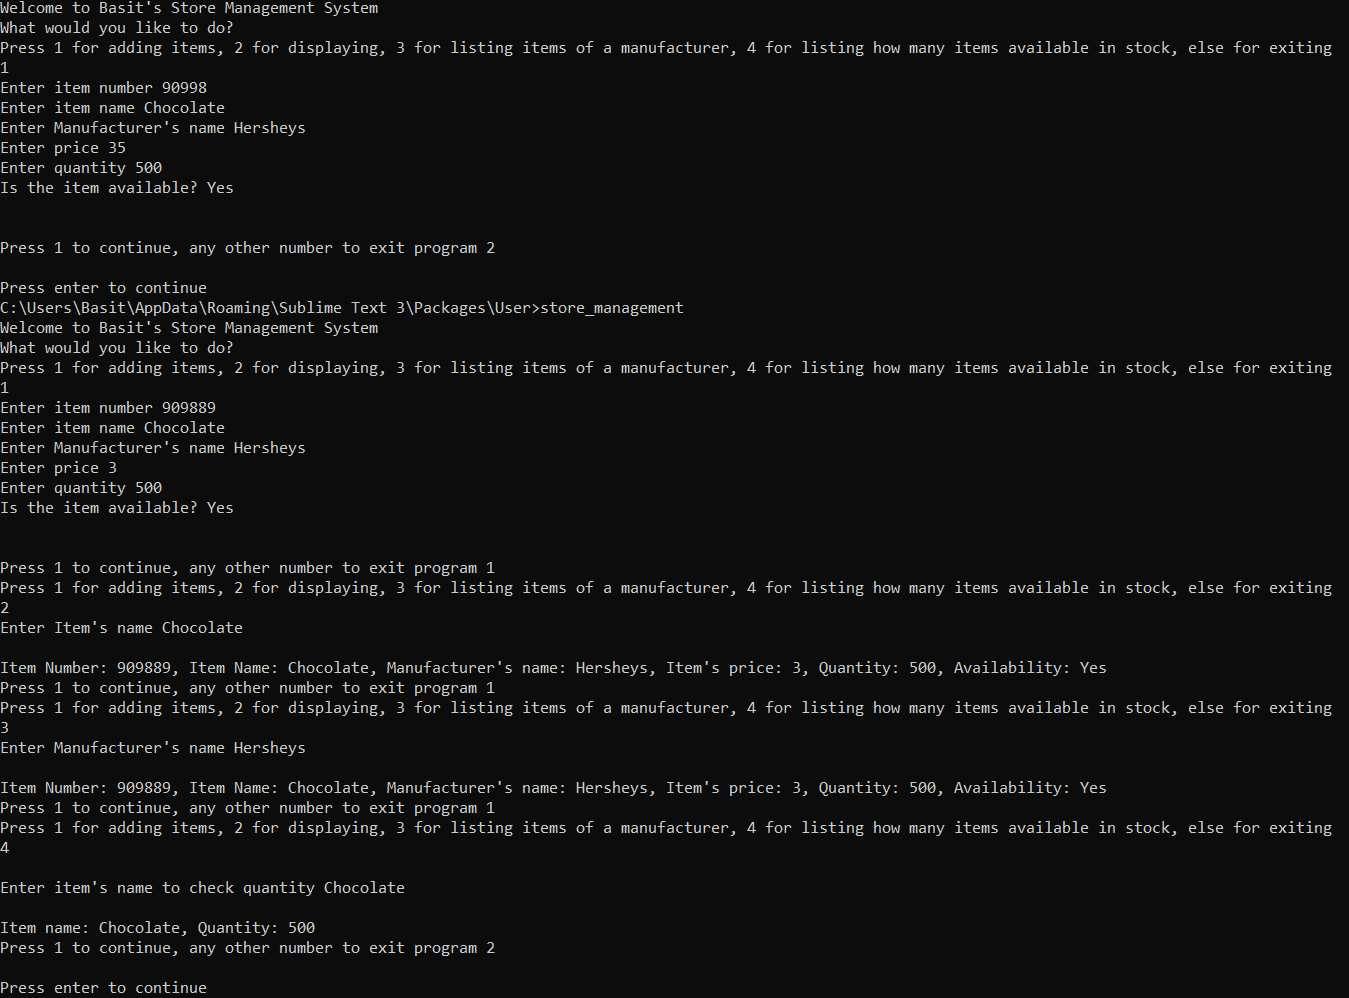 Welcome to Basit's Store Management System
What would you like to do?
Press 1 for adding items, 2 for displaying, 3 for listing items of a manufacturer, 4 for listing how many items available in stock, else for exiting
1
Enter item number 90998
Enter item name Chocolate
Enter Manufacturer's name Hersheys
Enter price 35
Enter quantity 500
Is the item available? Yes
Press 1 to continue, any other number to exit program 2
Press enter to continue
C:\Users\Basit\AppData\Roaming\Sublime Text 3\Packages\User>store_management
Welcome to Basit's Store Management System
What would you like to do?
Press 1 for adding items, 2 for displaying, 3 for listing items of a manufacturer, 4 for listing how many items available in stock, else for exiting
1
Enter item number 909889
Enter item name Chocolate
Enter Manufacturer's name Hersheys
Enter price 3
Enter quantity 500
Is the item available? Yes
Press 1 to continue, any other number to exit program 1
Press 1 for adding items, 2 for displaying, 3 for listing items of a manufacturer, 4 for listing how many items available in stock, else for exiting
2
Enter Item's name Chocolate
Item Number: 909889, Item Name: Chocolate, Manufacturer's name: Hersheys, Item's price: 3, Quantity: 500, Availability: Yes
Press 1 to continue, any other number to exit program 1
Press 1 for adding items, 2 for displaying, 3 for listing items of a manufacturer, 4 for listing how many items available in stock, else for exiting
3
Enter Manufacturer's name Hersheys
Item Number: 909889, Item Name: Chocolate, Manufacturer's name: Hersheys, Item's price: 3, Quantity: 500, Availability: Yes
Press 1 to continue, any other number to exit program 1
Press 1 for adding items, 2 for displaying, 3 for listing items of a manufacturer, 4 for listing how many items available in stock, else for exiting
4
Enter item's name to check quantity Chocolate
Item name: Chocolate, Quantity: 500
Press 1 to continue, any other number to exit program 2
Press enter to continue